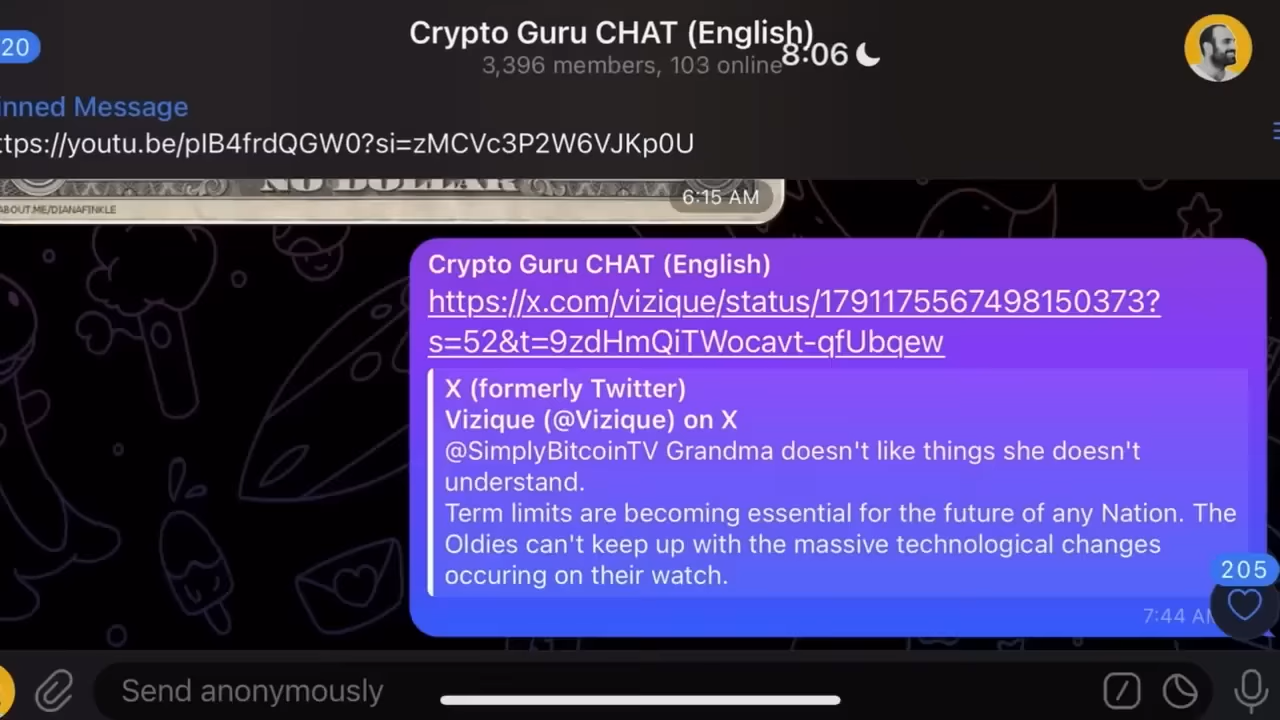 20
Crypto Guru CHAT (English)
8:06
3,396 members, 103 online
inned Message
ttps://youtu.be/pIB4frdQGW0?si=zMCVc3P2W6VJKp0U
NO DOLLAR
ABOUT.ME/DIANAFINKLE
6:15 AM
Crypto Guru CHAT (English)
https://x.com/vizique/status/1791175567498150373?
s=52&t=9zdHmQiTWocavt-qfUbqew
X (formerly Twitter)
Vizique (@Vizique) on X
@SimplyBitcoinTV Grandma doesn't like things she doesn't
understand.
Term limits are becoming essential for the future of any Nation. The
Oldies can't keep up with the massive technological changes
occuring on their watch.
205
7:44 AM
Send anonymously